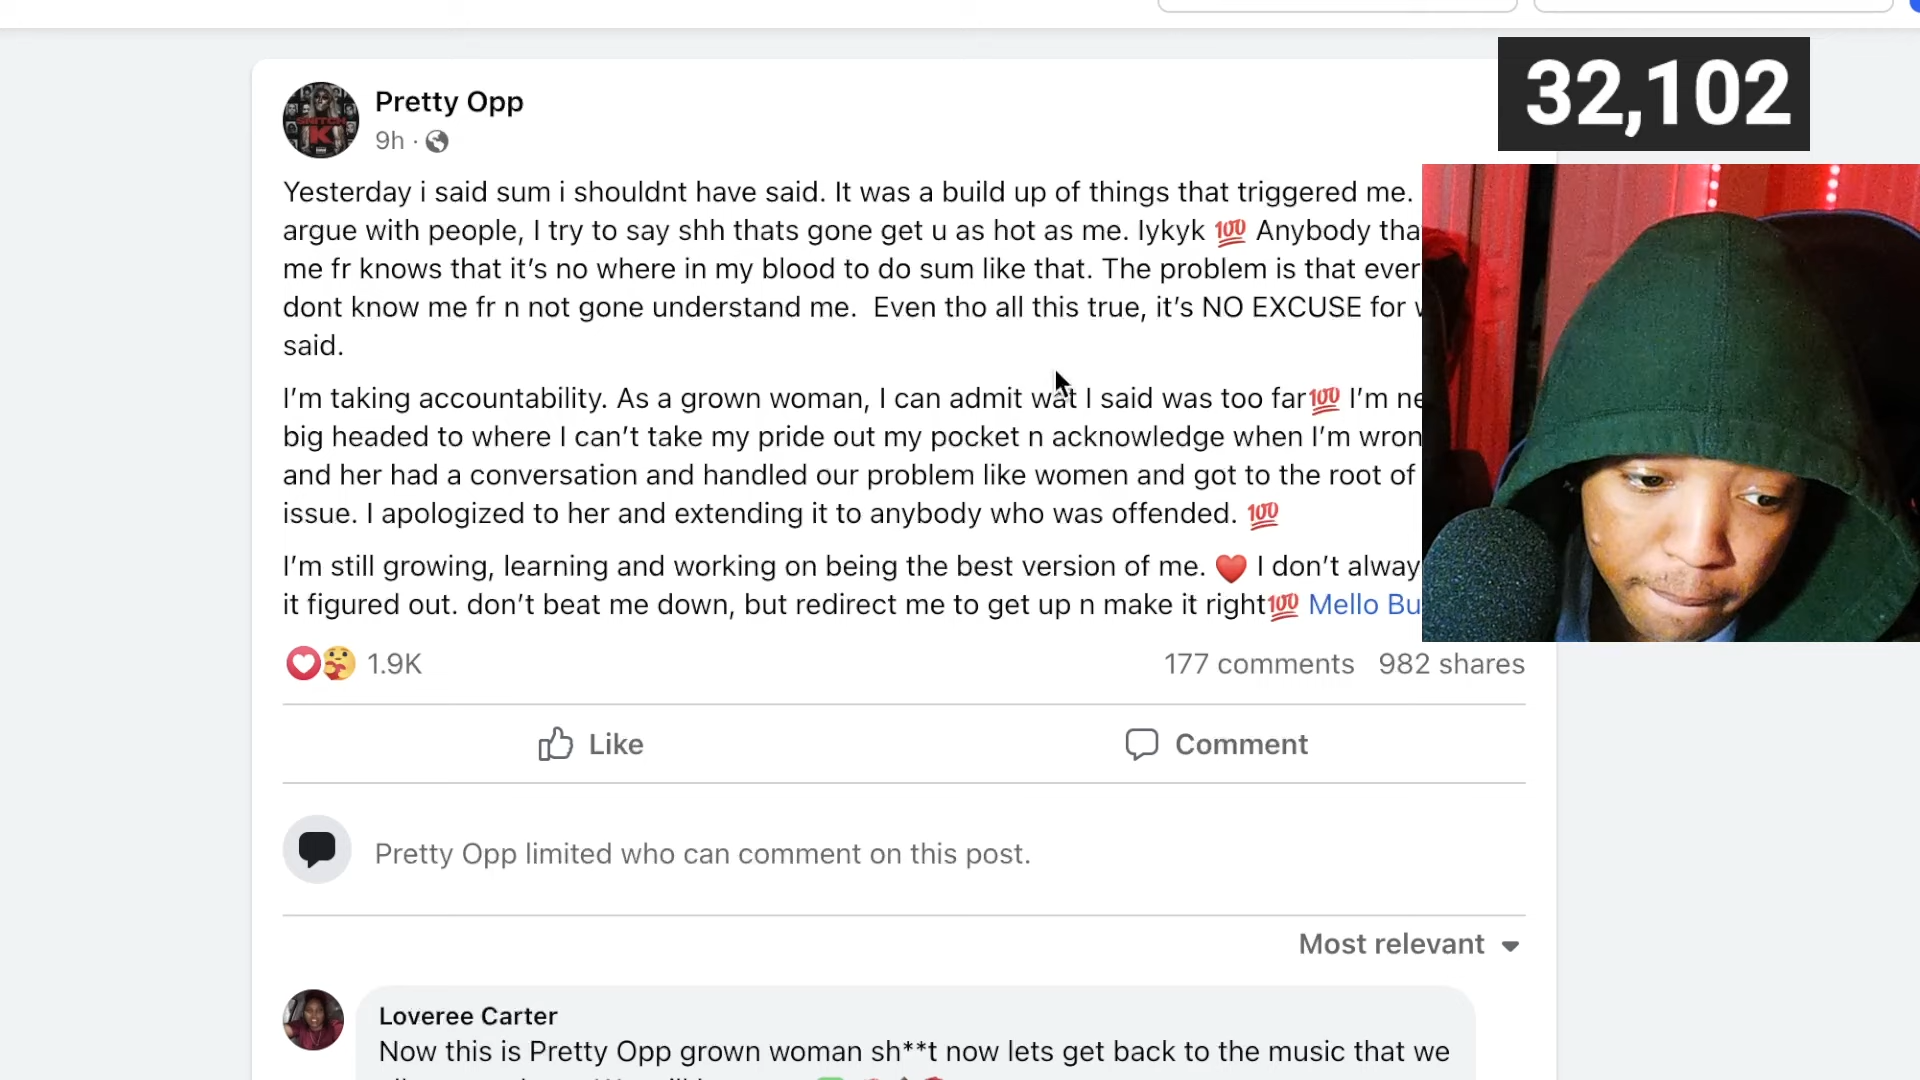 32,102
Pretty Opp
9h ·
Yesterday i said sum i shouldnt have said. It was a build up of things that triggered me.
argue with people, I try to say shh thats gone get u as hot as me. Iykyk 💯 Anybody tha
me fr knows that it’s no where in my blood to do sum like that. The problem is that ever
dont know me fr n not gone understand me. Even tho all this true, it’s NO EXCUSE for
said.
I’m taking accountability. As a grown woman, I can admit wat I said was too far💯 I’m ne
big headed to where I can’t take my pride out my pocket n acknowledge when I’m wron
and her had a conversation and handled our problem like women and got to the root of
issue. I apologized to her and extending it to anybody who was offended. 💯
I’m still growing, learning and working on being the best version of me. ❤️ I don’t alway
it figured out. don’t beat me down, but redirect me to get up n make it right💯 Mello Bu
1.9K 177 comments 982 shares
Like Comment
Pretty Opp limited who can comment on this post.
Most relevant
Loveree Carter
Now this is Pretty Opp grown woman sh**t now lets get back to the music that we